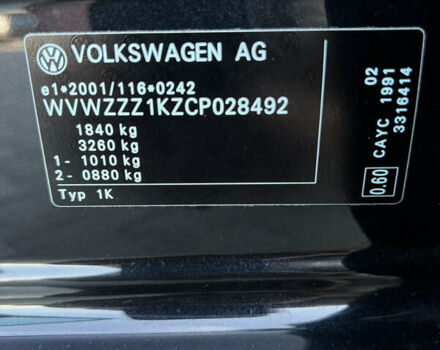 VOLKSWAGEN AG
e1*2001/116*0242
WVWZZZ1KZCP028492
1840 kg
3260 kg
1- 1010 kg
2- 0880 kg
Typ 1K
02
CAYC 1991
3316414
0.60